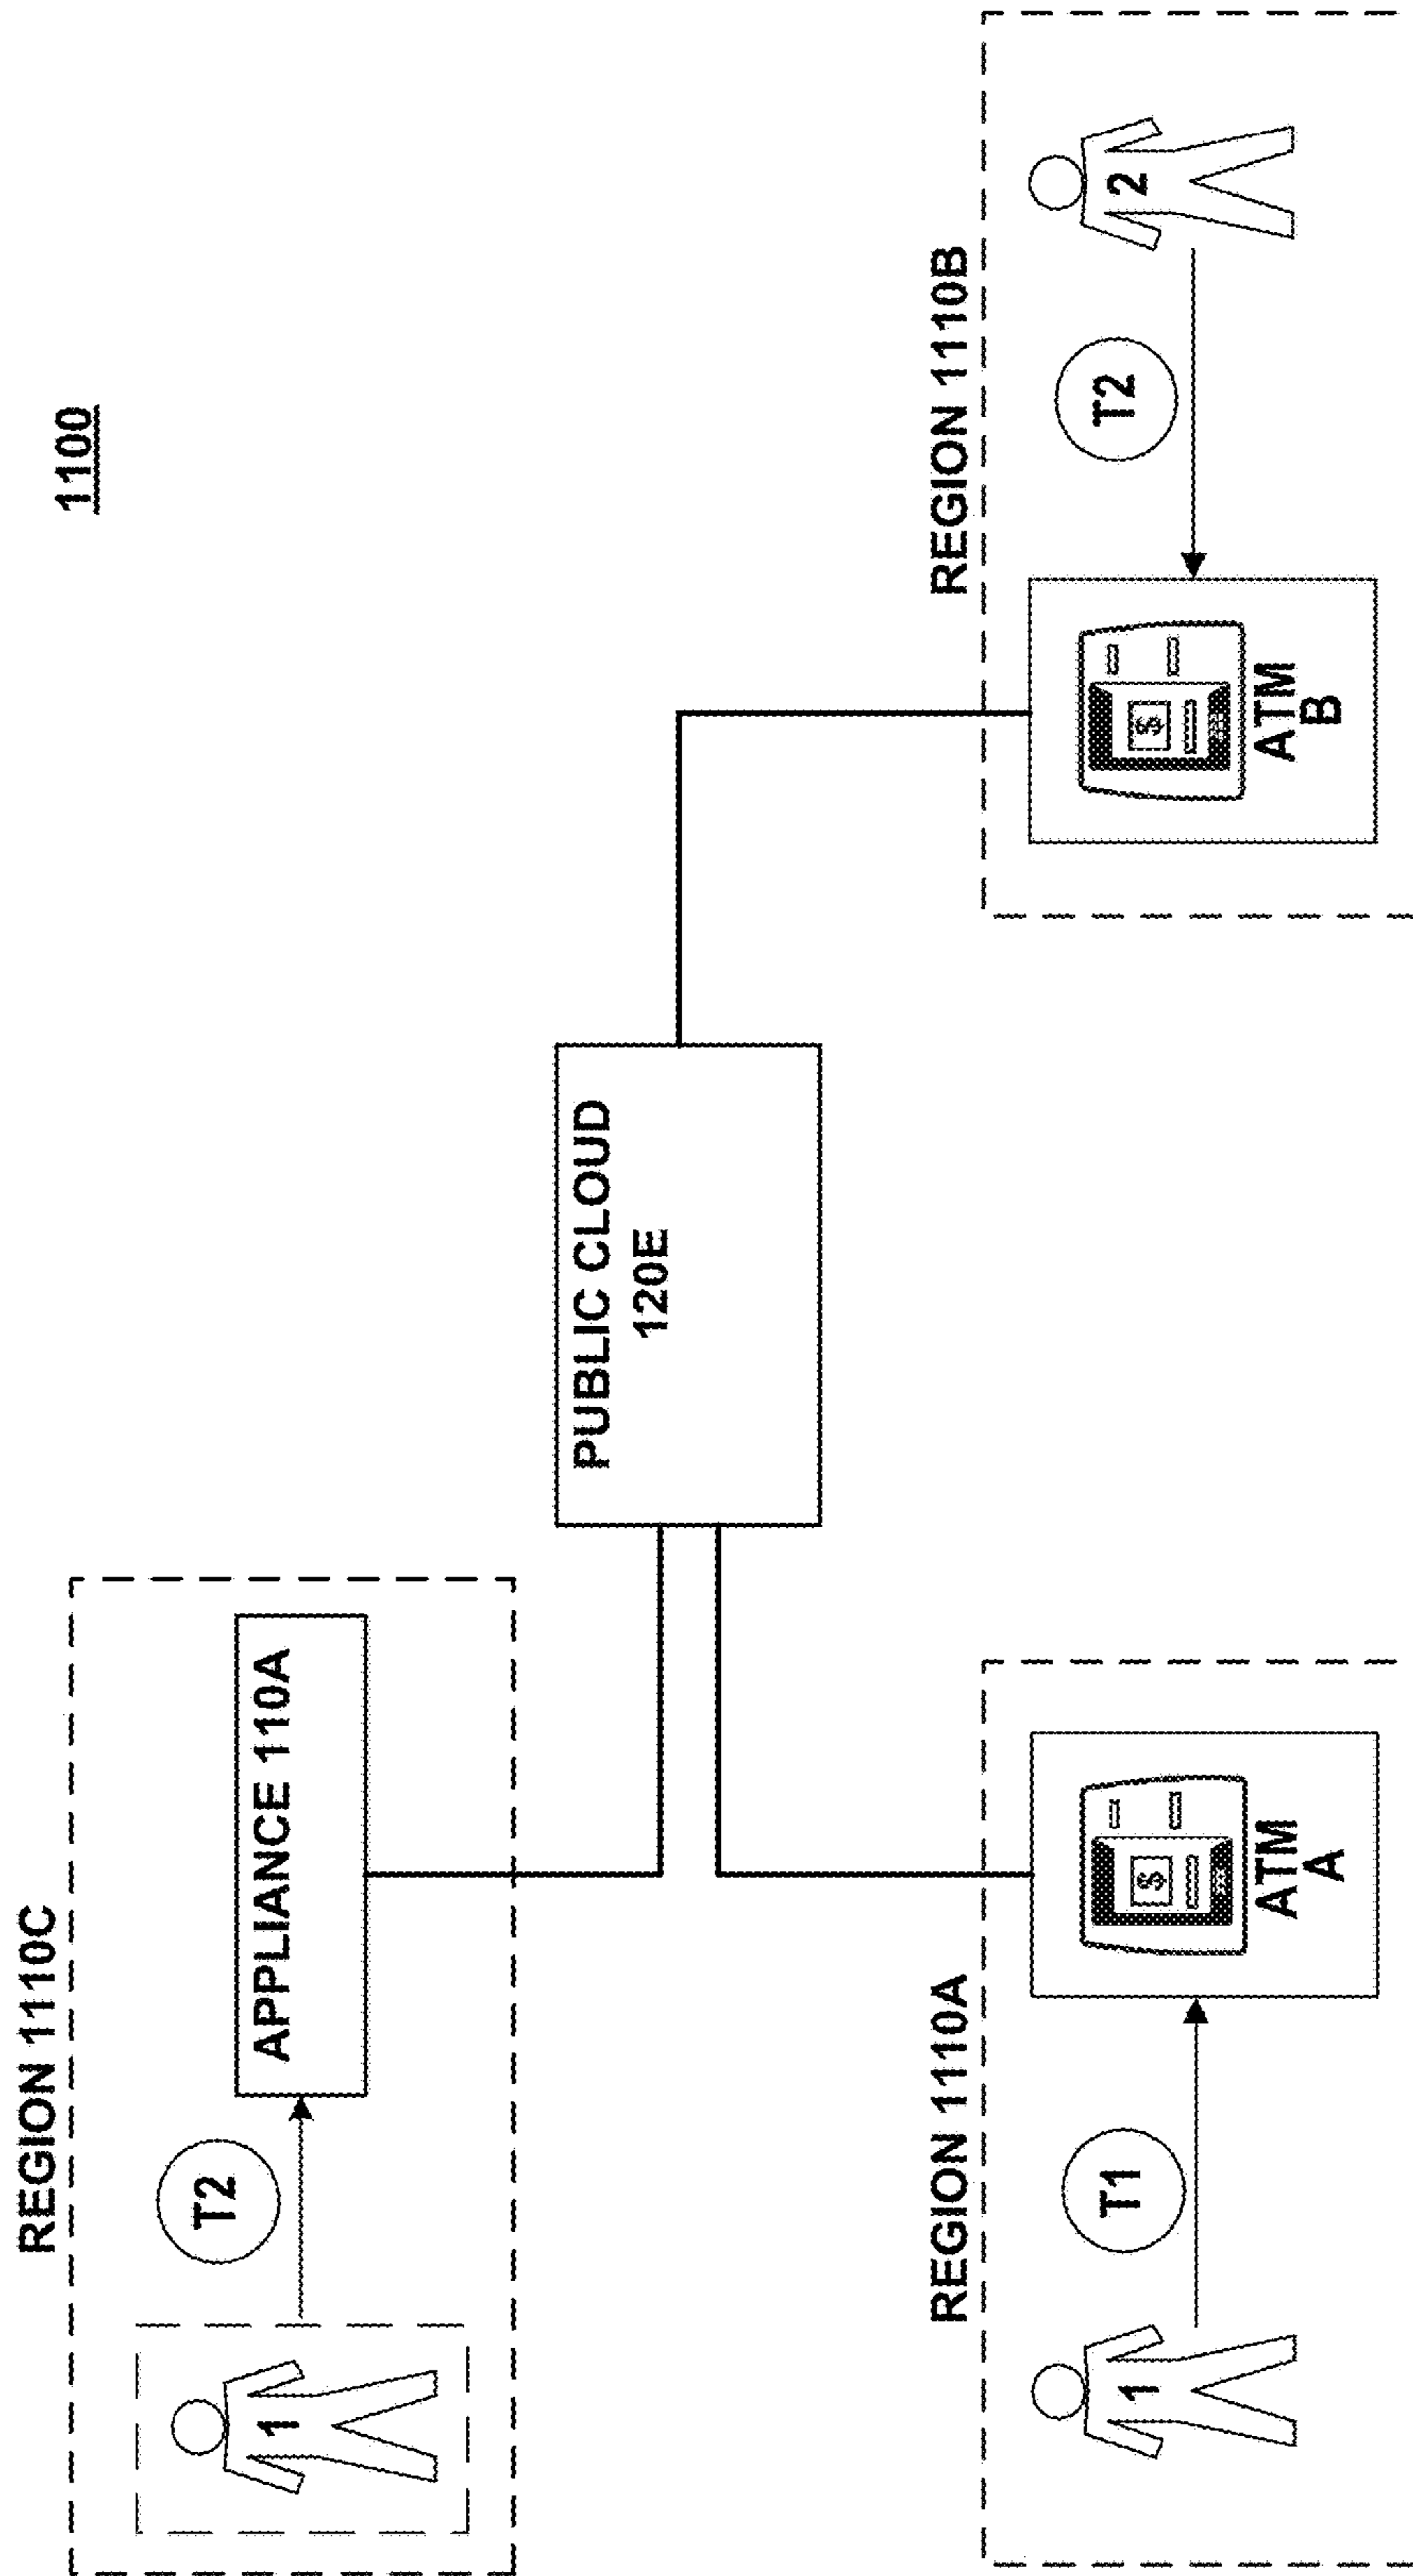 1100
REGION 1110C
1
T2
APPLIANCE 110A
PUBLIC CLOUD
120E
REGION 1110A
1
T1
$
ATM
A
REGION 1110B
$
ATM
B
T2
2